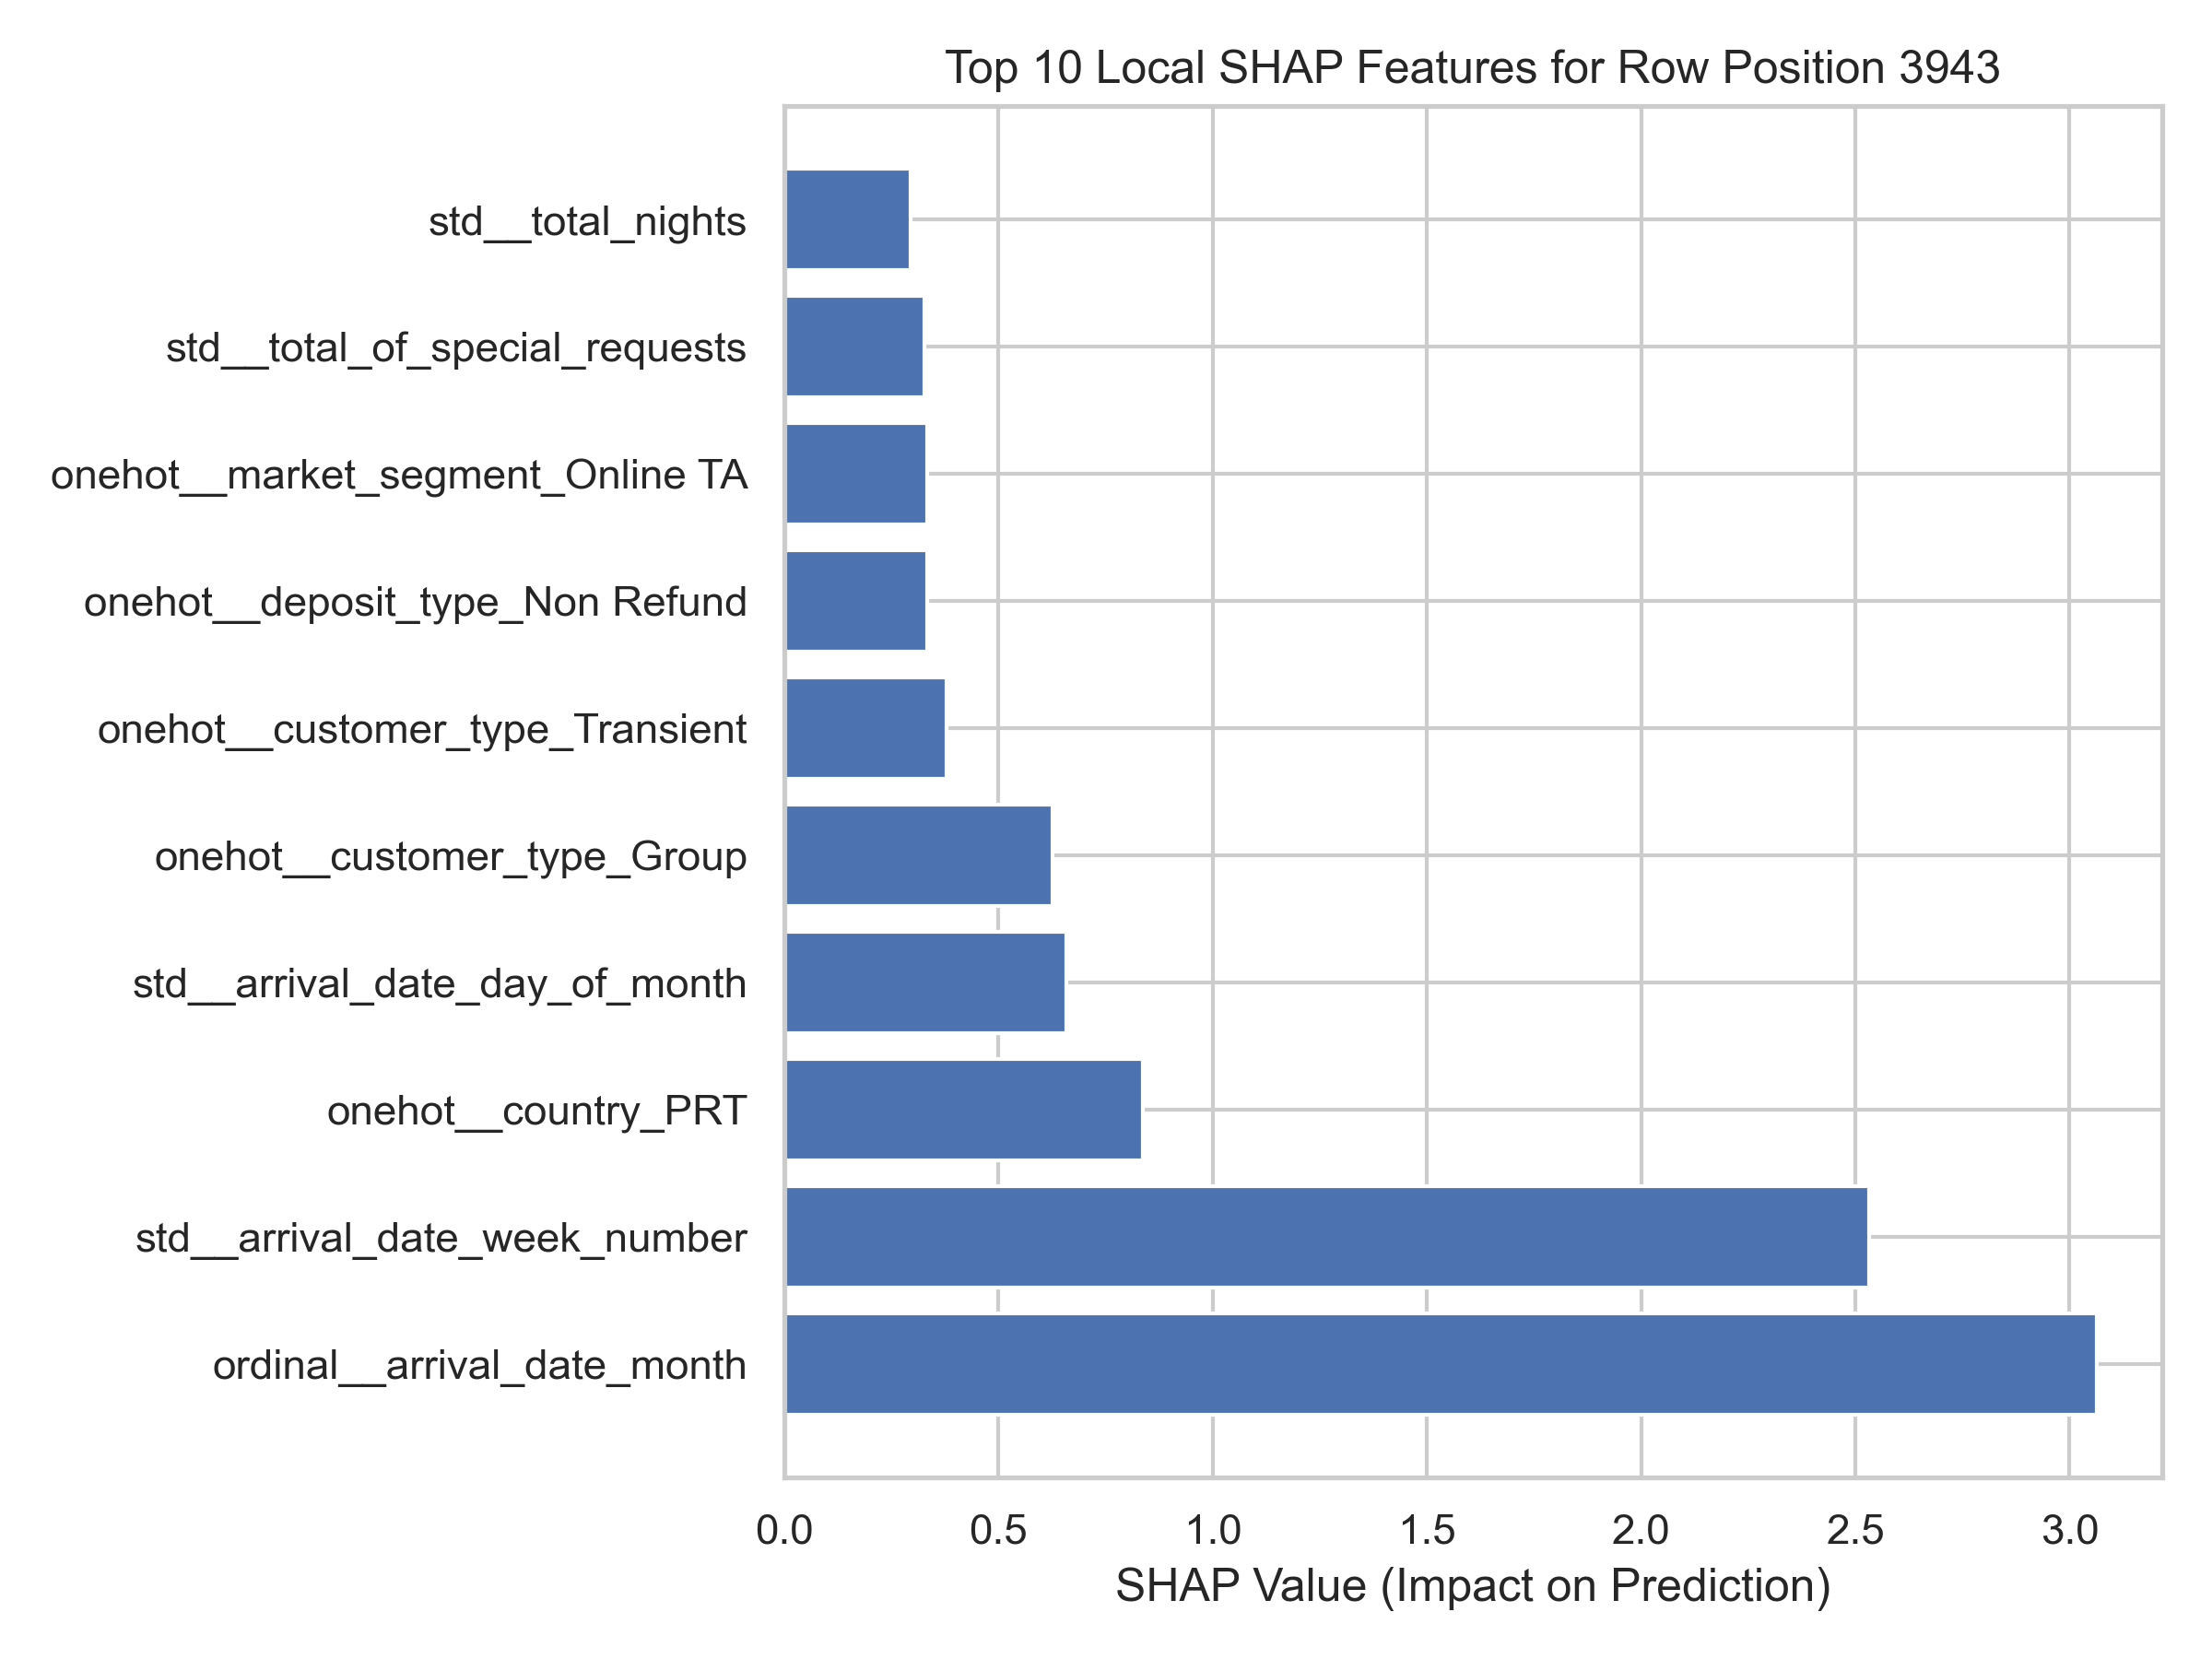 Top 10 Local SHAP Features for Row Position 3943
std__total_nights
std__total_of_special_requests
onehot__market_segment_Online TA
onehot__deposit_type_Non Refund
onehot__customer_type_Transient
onehot__customer_type_Group
std__arrival_date_day_of_month
onehot__country_PRT
std__arrival_date_week_number
ordinal__arrival_date_month
0.0 0.5 1.0 1.5 2.0 2.5 3.0
SHAP Value (Impact on Prediction)